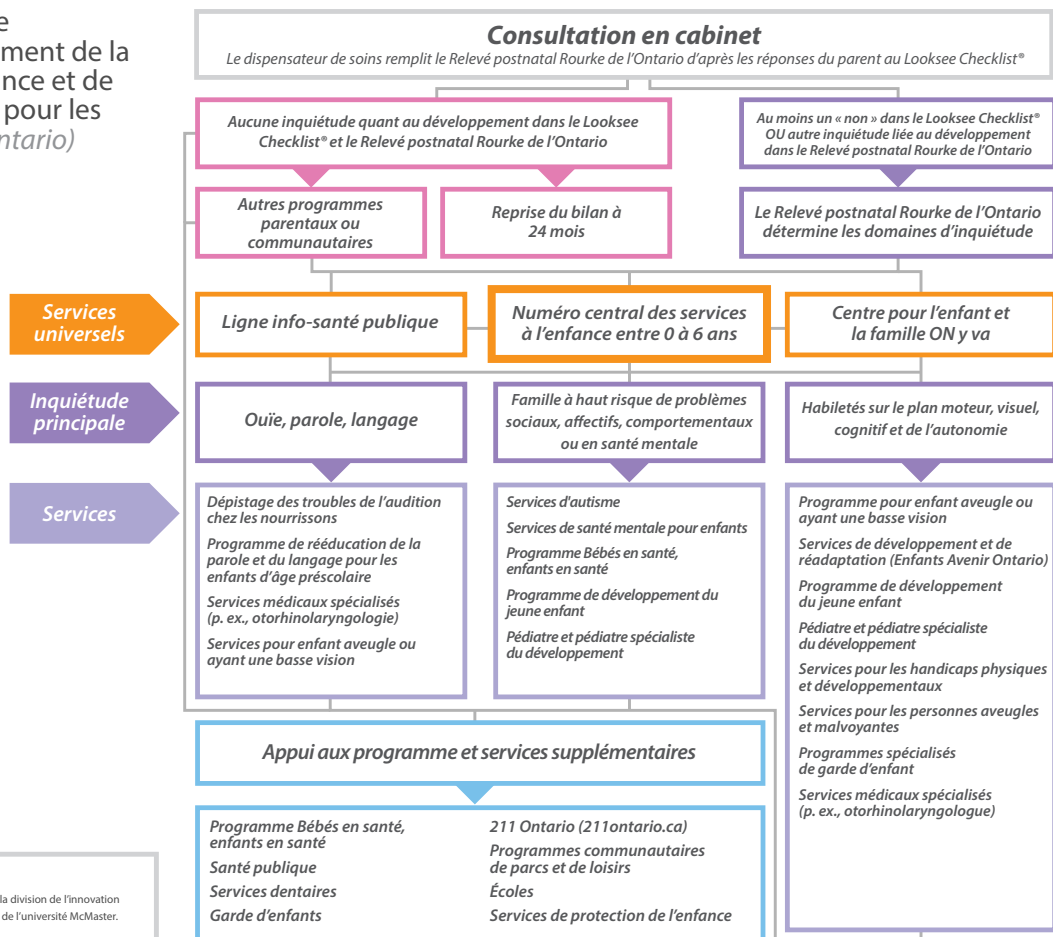 e
ement de la
nce et de
pour les
ntario)
Consultation en cabinet
Le dispensateur de soins remplit le Relevé postnatal Rourke de l'Ontario d'après les réponses du parent au Looksee Checklist®
Aucune inquiétude quant au développement dans le Looksee
Checklist® et le Relevé postnatal Rourke de l'Ontario
Au moins un « non » dans le Looksee Checklist®
OU autre inquiétude liée au développement
dans le Relevé postnatal Rourke de l'Ontario
Autres programmes
parentaux ou
communautaires
Reprise du bilan à
24 mois
Le Relevé postnatal Rourke de l'Ontario
détermine les domaines d'inquiétude
Services
universels
Ligne info-santé publique
Numéro central des services
à l'enfance entre 0 à 6 ans
Centre pour l'enfant et
la famille ON y va
Inquiétude
principale
Ouïe, parole, langage
Famille à haut risque de problèmes
sociaux, affectifs, comportementaux
ou en santé mentale
Habiletés sur le plan moteur, visuel,
cognitif et de l'autonomie
Services
Dépistage des troubles de l'audition
chez les nourrissons
Programme de rééducation de la
parole et du langage pour les
enfants d'âge préscolaire
Services médicaux spécialisés
(p. ex., otorhinolaryngologie)
Services pour enfant aveugle ou
ayant une basse vision
Services d'autisme
Services de santé mentale pour enfants
Programme Bébés en santé,
enfants en santé
Programme de développement du
jeune enfant
Pédiatre et pédiatre spécialiste
du développement
Programme pour enfant aveugle ou
ayant une basse vision
Services de développement et de
réadaptation (Enfants Avenir Ontario)
Programme de développement
du jeune enfant
Pédiatre et pédiatre spécialiste
du développement
Services pour les handicaps physiques
et développementaux
Services pour les personnes aveugles
et malvoyantes
Programmes spécialisés
de garde d'enfant
Services médicaux spécialisés
(p. ex., otorhinolaryngologue)
Appui aux programme et services supplémentaires
Programme Bébés en santé,
enfants en santé
Santé publique
Services dentaires
Garde d'enfants
211 Ontario (211ontario.ca)
Programmes communautaires
de parcs et de loisirs
Écoles
Services de protection de l'enfance
la division de l'innovation
de l'université McMaster.